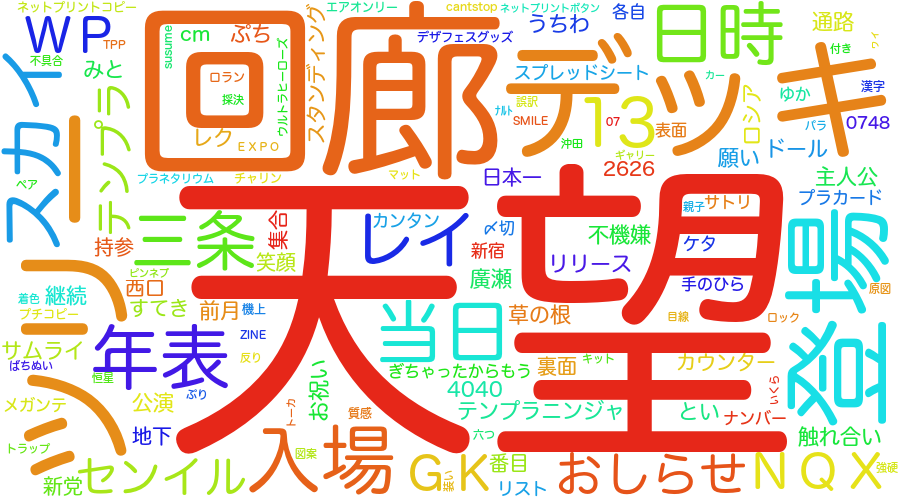 ネットプリントコピー
WP
TPP
不具合
みと
スカイ
ー
テンプラ
ペア
susume
cm
ぷち
回廊
ロラン
採決
レク
EXPO
ウルトラヒーローズ
スタンディング
エアオンリー
デザフェスグッズ
cantstop
ネットプリントボタン
うちわ
各自
スプレッドシート
デッキ
ﾅﾙﾄ
誤訳
SMILE
13
07
沖田
ギャリー
2626
表面
日時
カー
ロシア
願い
ドール
通路
付き
ワイ
ゆか
漢字
パラ
0748
プラネタリウム
チャリン
マット
日本一
主人公
プラカード
親子
サトリ
三条
持参
集合
カンタン
レイ
〆切
新宿
不機嫌
ケタ
リリース
手のひら
天望
登場
笑顔
ピンネブ
西口
すてき
着色
継続
プチコピー
前月
機上
廣瀬
草の根
目線
ロック
原図
ZINE
当日
年表
サムライ
ぱちぬい
恒星
反り
ぷり
お祝い
ぎちゃったからもう
裏面
キット
カウンター
ツリ
メガンテ
公演
地下
トーカ
質感
4040
テンプラニンジャ
とい
ナンバー
いくら
触れ合い
トラップ
新党
センイル
入場
図案
GK
装い
六つ
番目
リスト
おしらせ
NQX
強硬